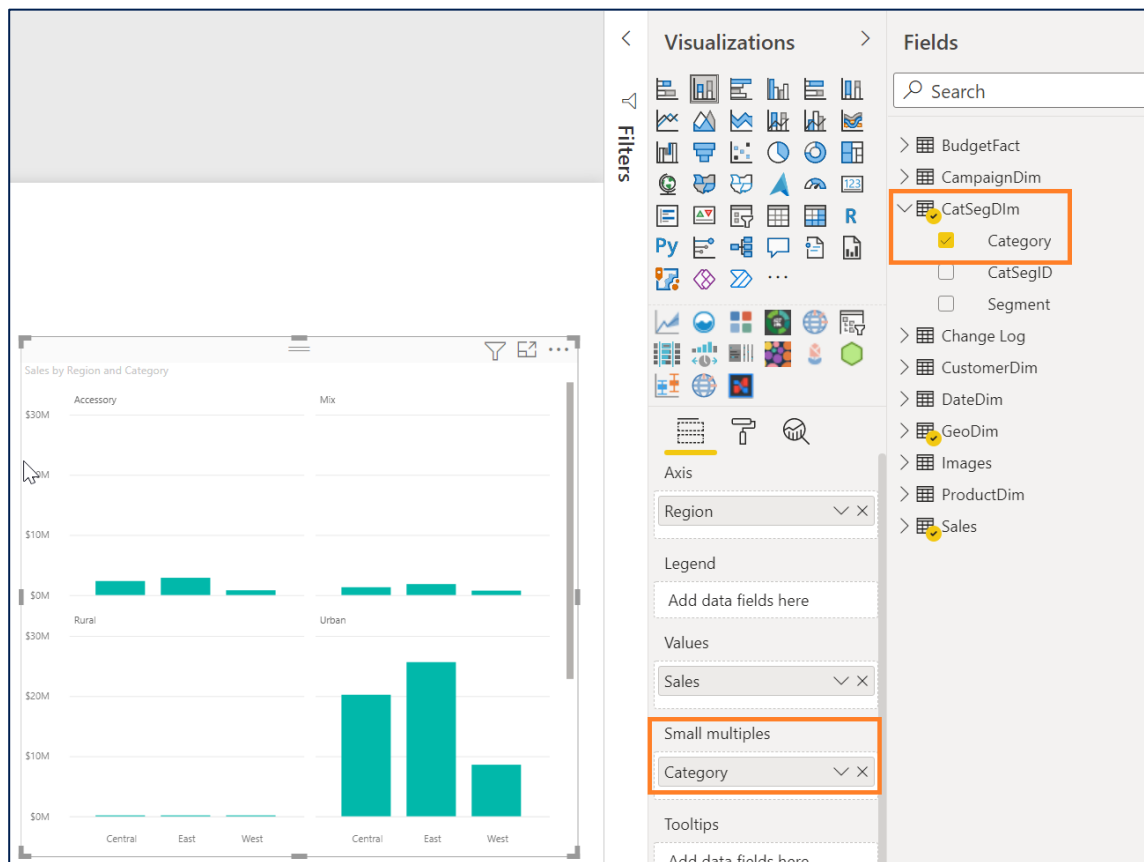 Visualizations
Fields
Search
Filters
123
R
Py
BudgetFact
CampaignDim
CatSegDIm
Category
CatSegID
Segment
Change Log
CustomerDim
DateDim
GeoDim
Images
ProductDim
Sales
Sales by Region and Category
Accessory
Mix
$30M
0M
$10M
$0M
Rural
Urban
$30M
$20M
$10M
$0M
Central
East
West
Central
East
West
Axis
Region
Legend
Add data fields here
Values
Sales
Small multiples
Category
Tooltips
Add data fields here